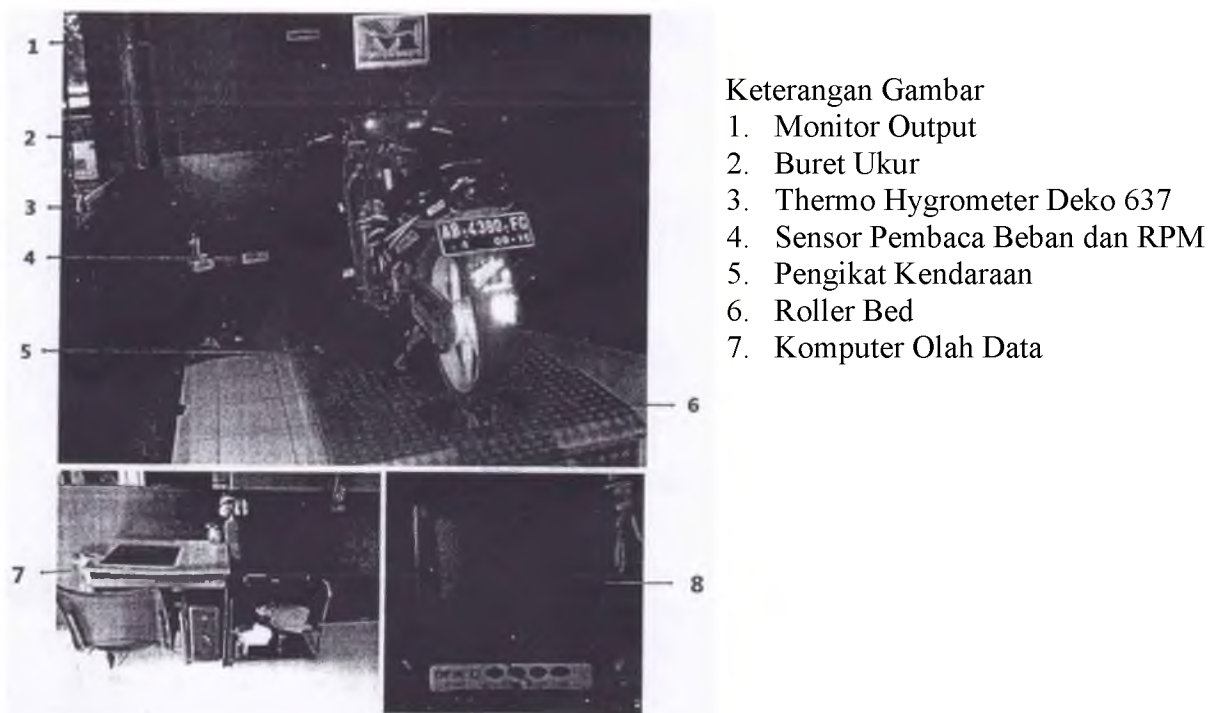 1
2
3
4
5
6
7
8
AB 4380 FG
Keterangan Gambar
1. Monitor Output
2. Buret Ukur
3. Thermo Hygrometer Deko 637
4. Sensor Pembaca Beban dan RPM
5. Pengikat Kendaraan
6. Roller Bed
7. Komputer Olah Data